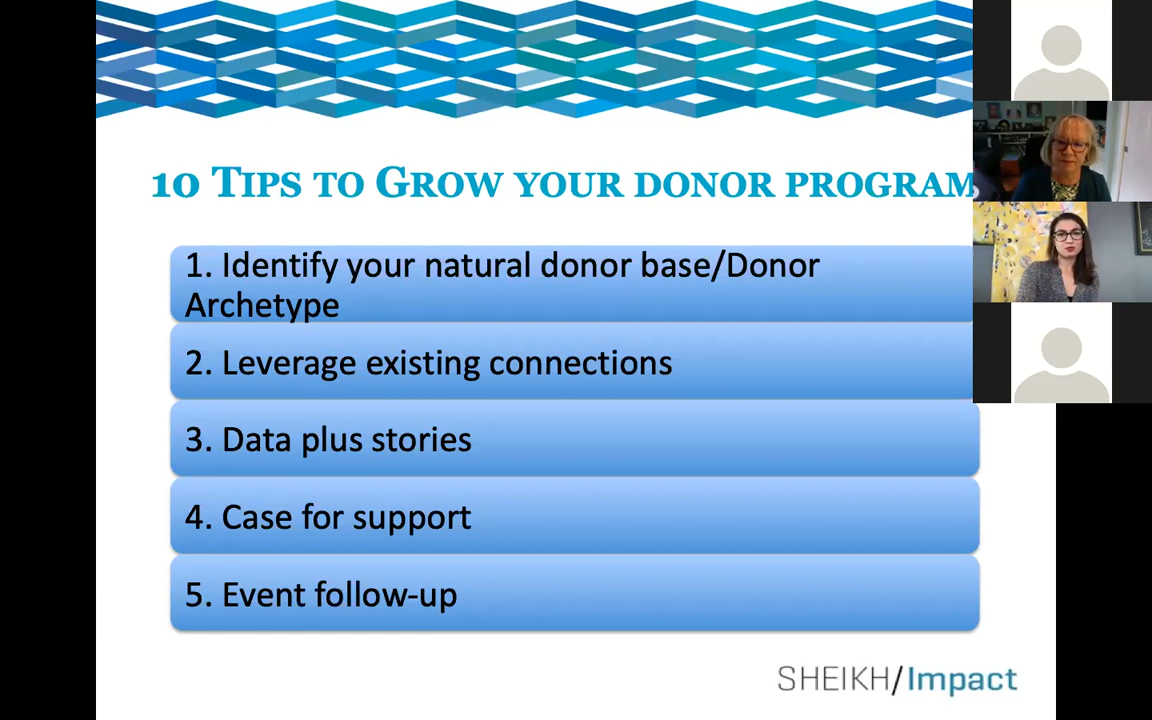 10 TIPS TO GROW YOUR DONOR PROGRAM
1. Identify your natural donor base/Donor
Archetype
2. Leverage existing connections
3. Data plus stories
4. Case for support
5. Event follow-up
SHEIKH/Impact